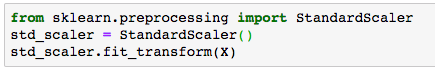 from sklearn.preprocessing import StandardScaler
std_scaler = StandardScaler()
std_scaler.fit_transform(X)